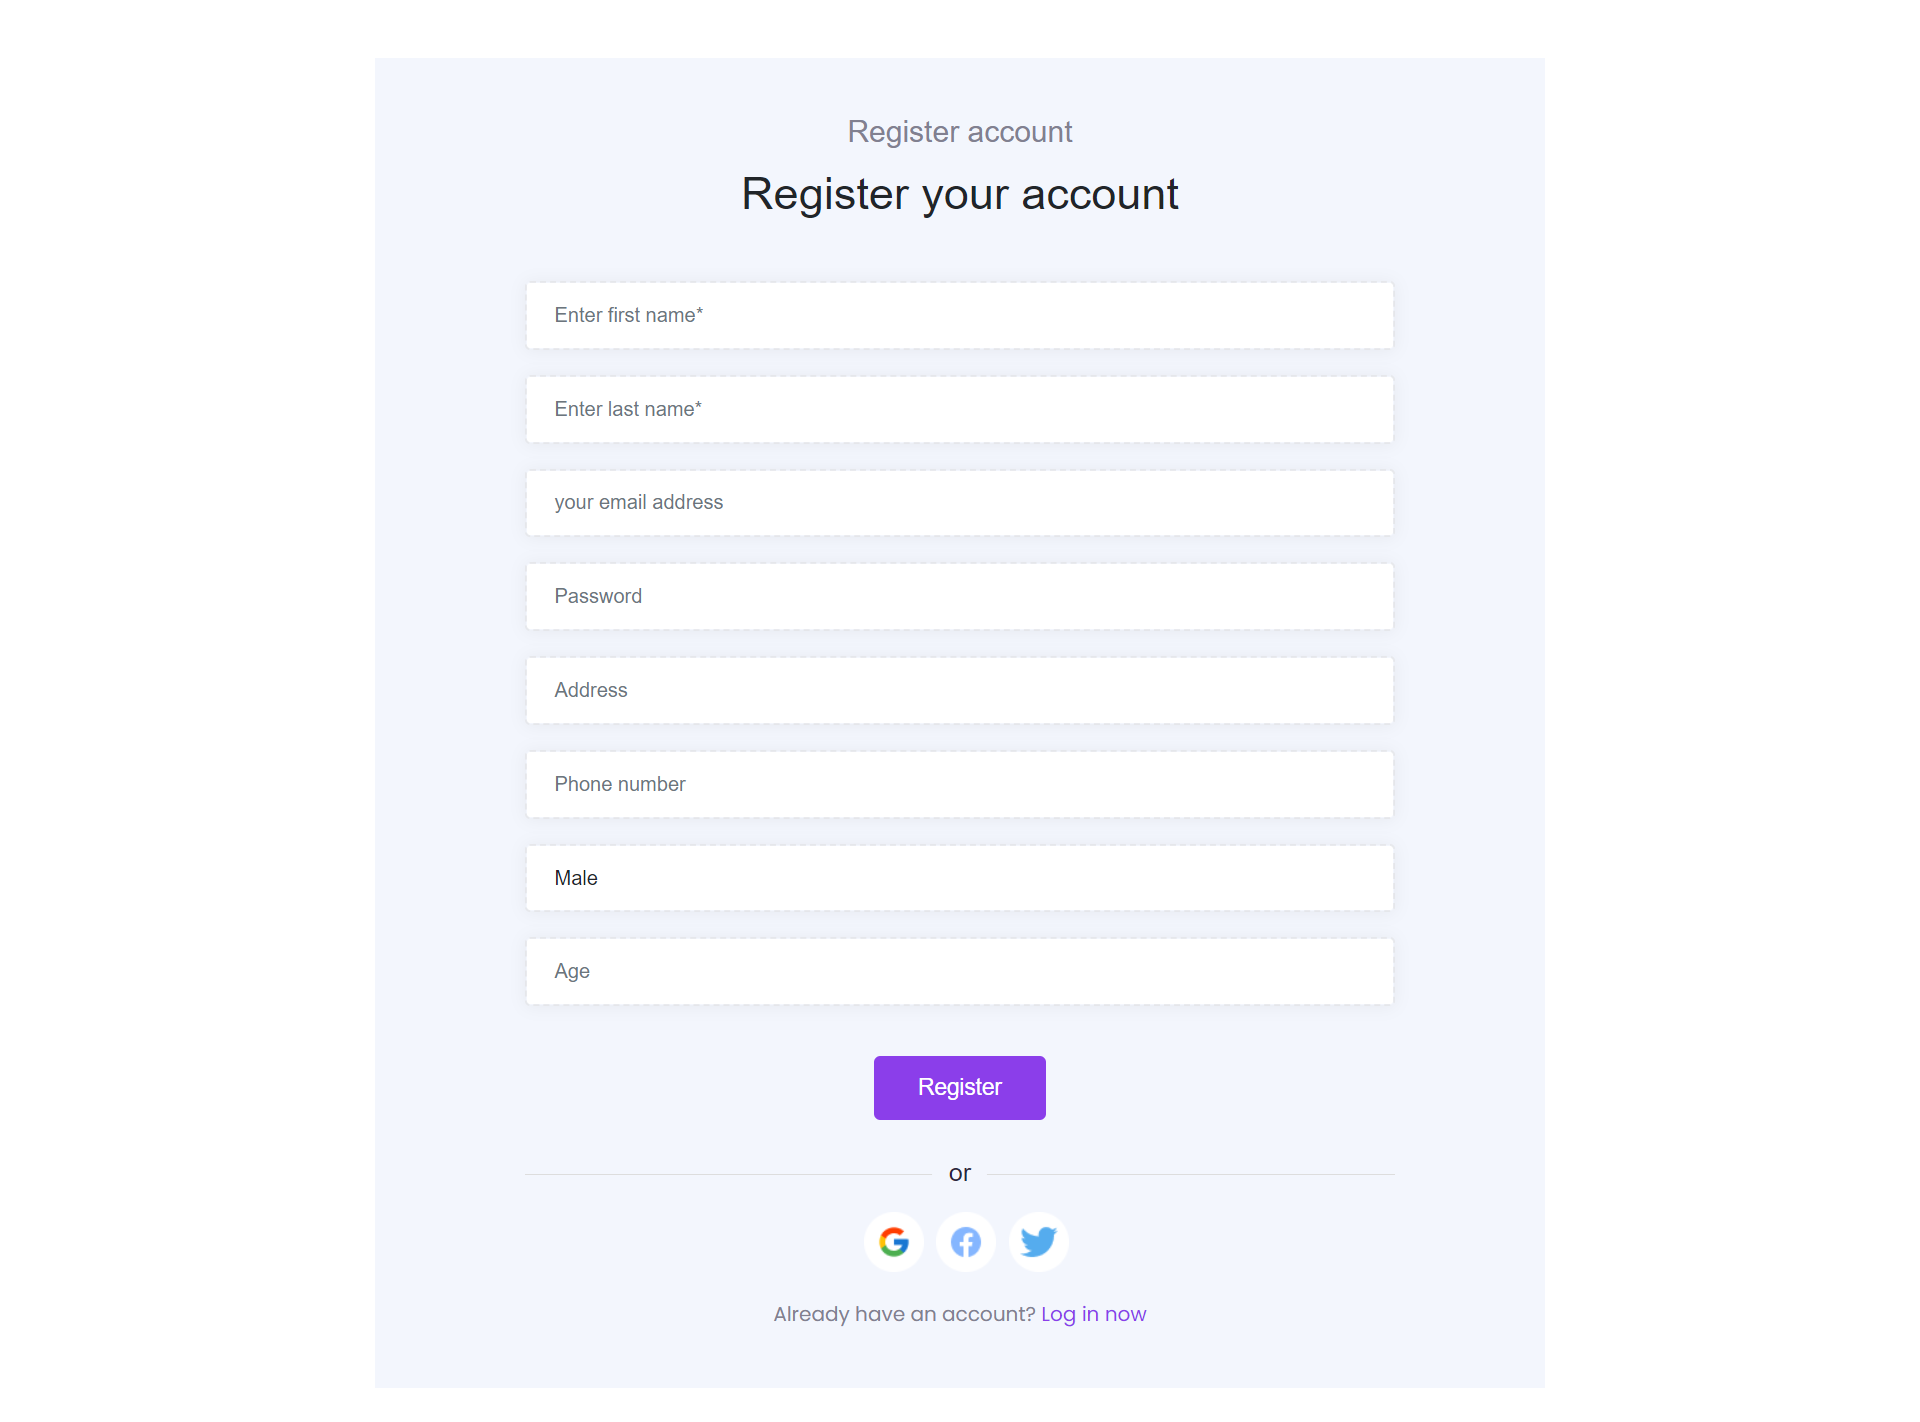 Register account
Register your account
Enter first name*
Enter last name*
your email address
Password
Address
Phone number
Male
Age
Register
or
Already have an account? Log in now